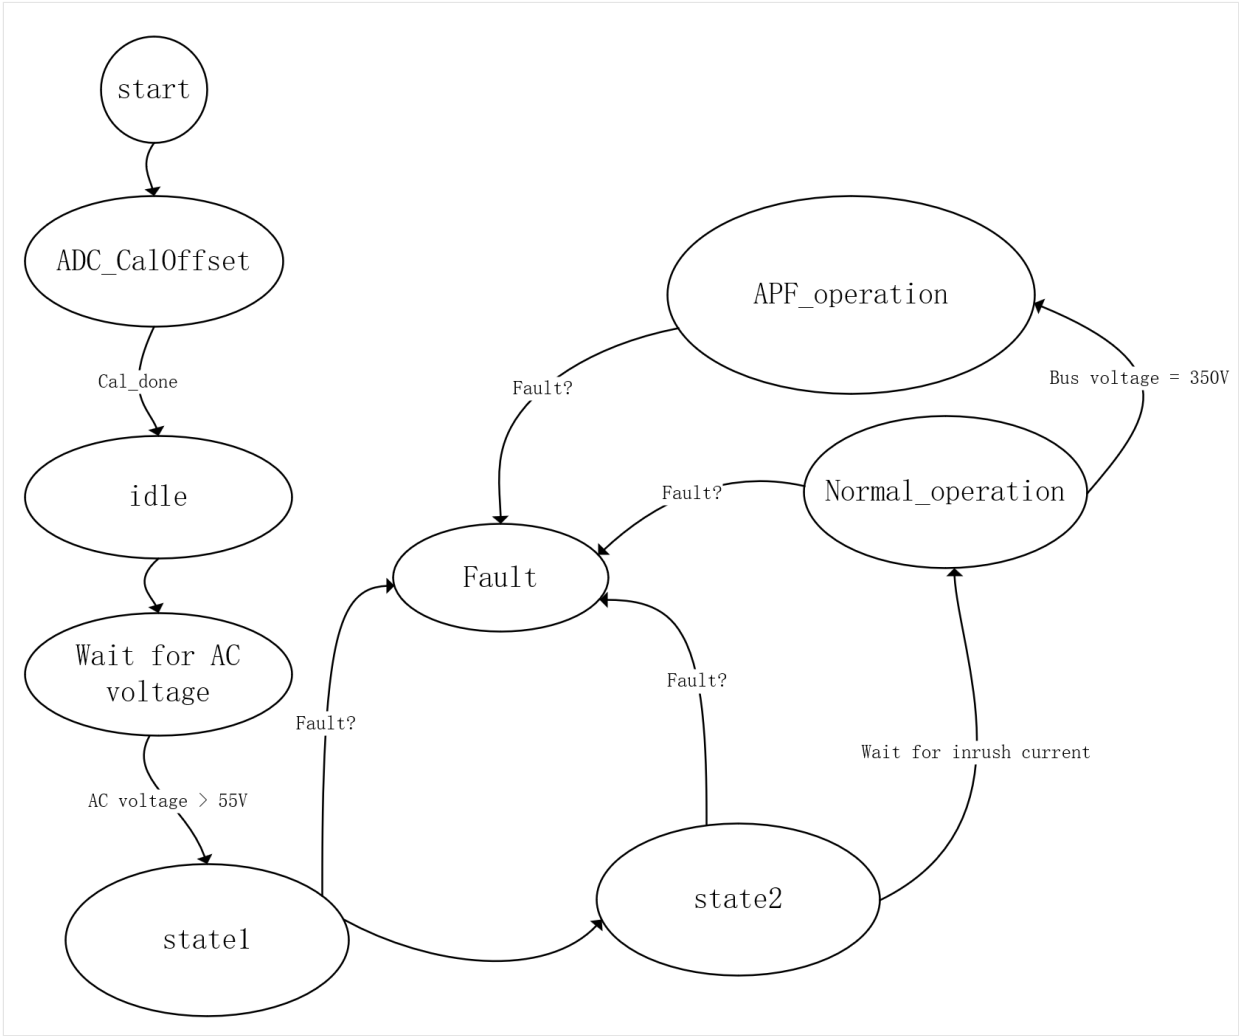 start
ADC_CalOffset
Cal_done
idle
Wait for AC
voltage
AC voltage > 55V
state1
Fault?
Fault
Fault?
state2
Wait for inrush current
Fault?
Normal_operation
Bus voltage = 350V
APF_operation
Fault?